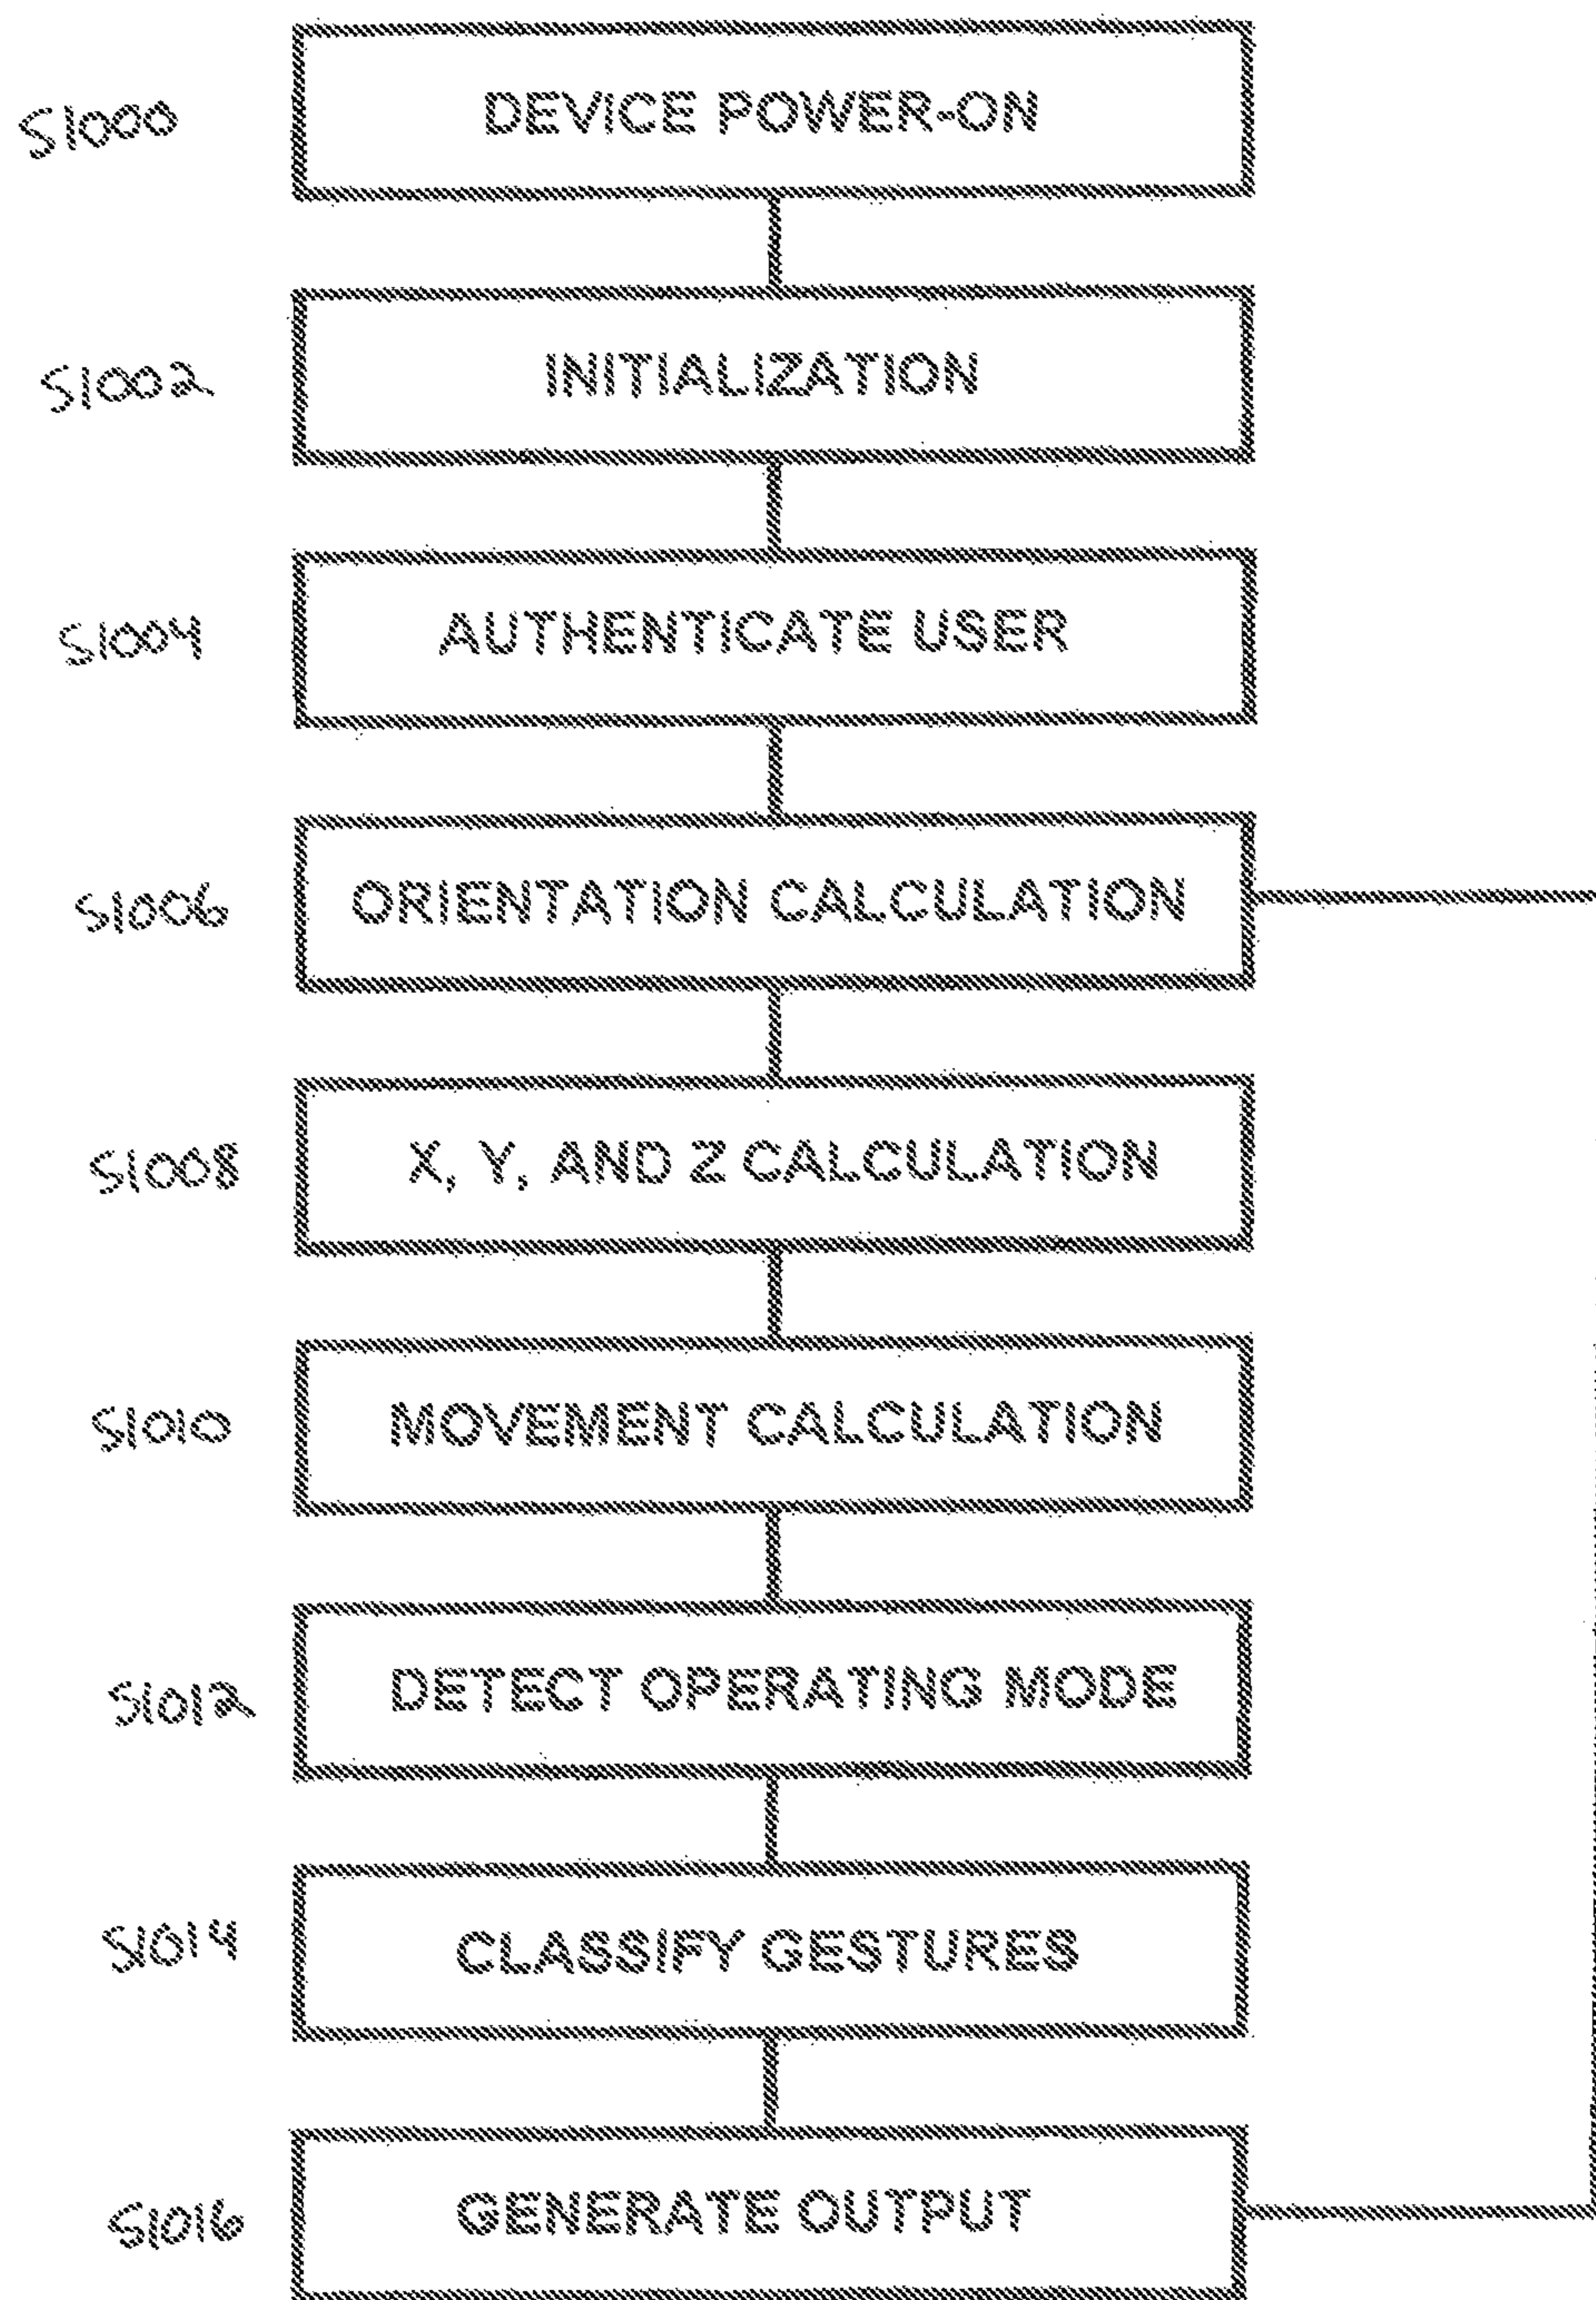 S1000 DEVICE POWER-ON
S1002 INITIALIZATION
S1004 AUTHENTICATE USER
S1006 ORIENTATION CALCULATION
S1008 X, Y, AND Z CALCULATION
S1010 MOVEMENT CALCULATION
S1012 DETECT OPERATING MODE
S1014 CLASSIFY GESTURES
S1016 GENERATE OUTPUT